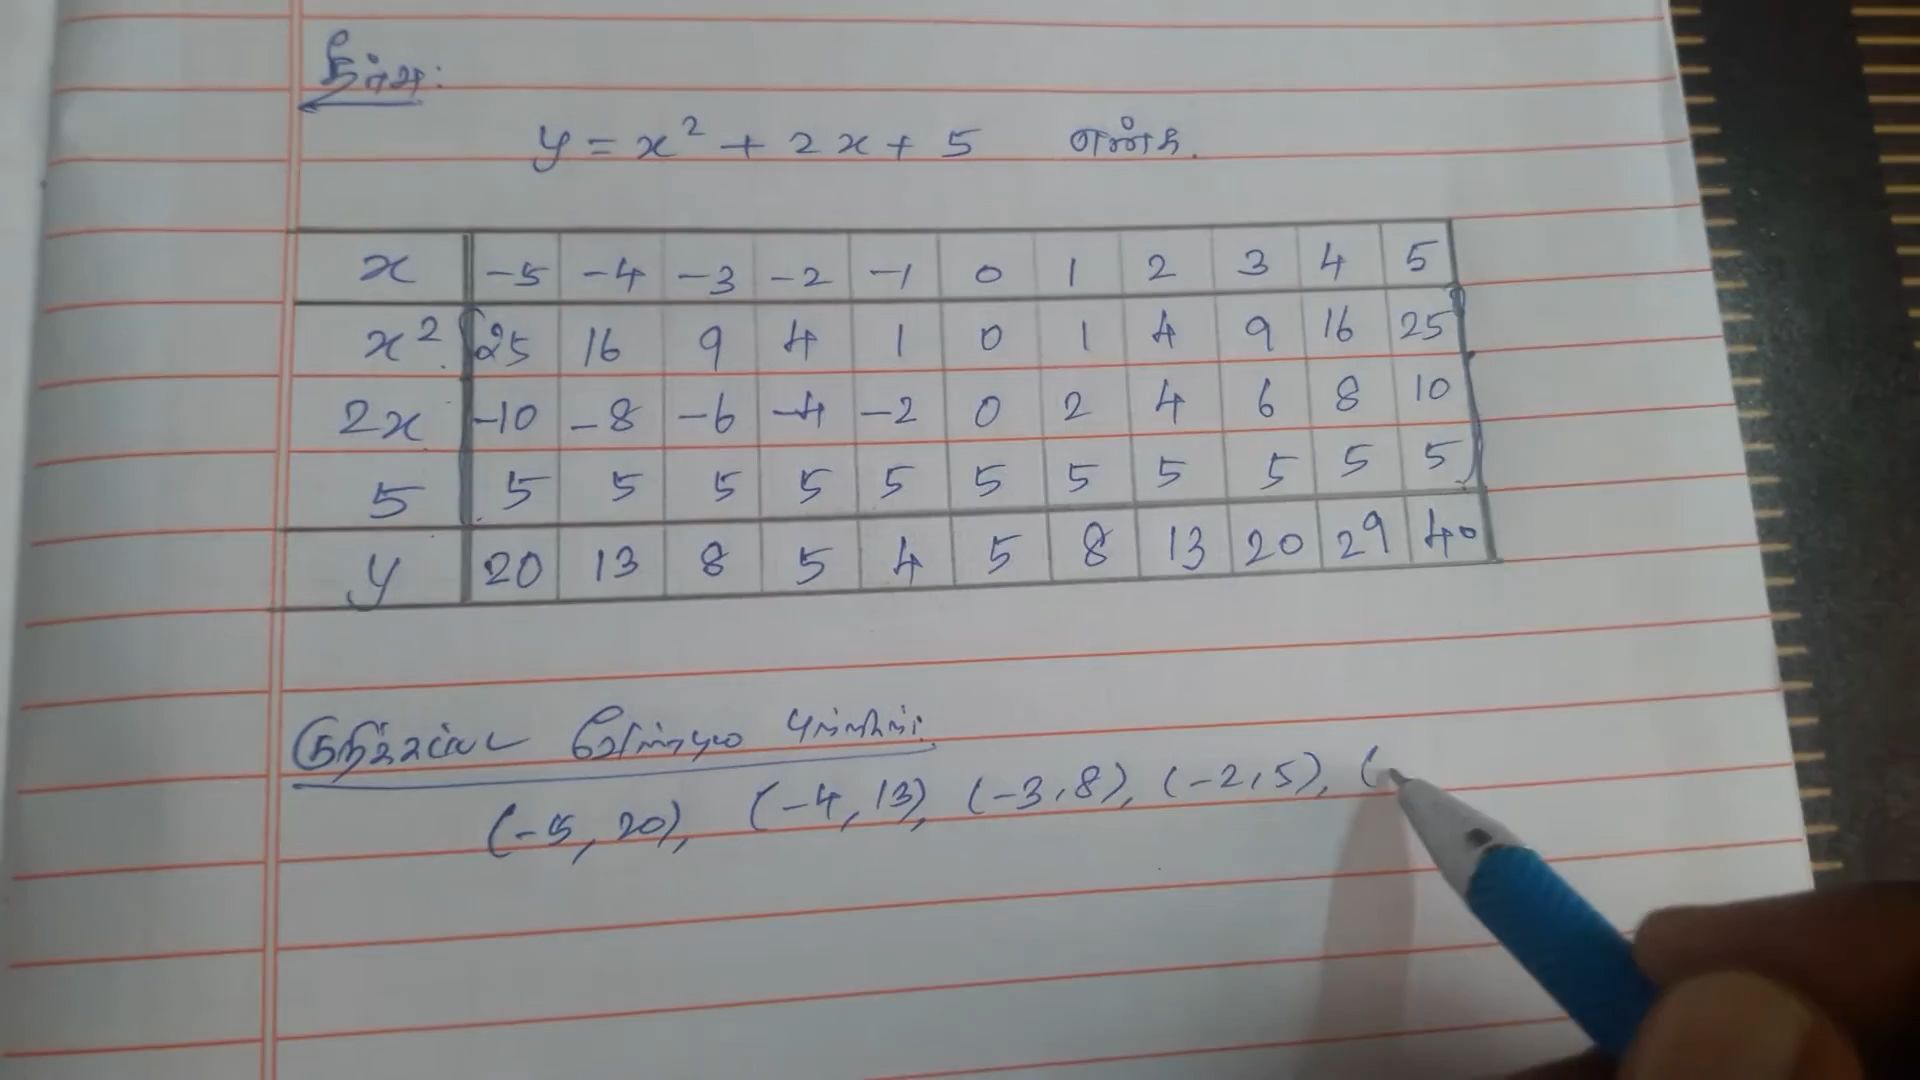 தீர்வு:
y = x² + 2x + 5 என்க.
x -5 -4 -3 -2 -1 0 1 2 3 4 5
x² 25 16 9 4 1 0 1 4 9 16 25
2x -10 -8 -6 -4 -2 0 2 4 6 8 10
5 5 5 5 5 5 5 5 5 5 5 5
y 20 13 8 5 4 5 8 13 20 29 40
குறிக்கப்பட வேண்டிய புள்ளிகள்:
(-5, 20), (-4, 13), (-3, 8), (-2, 5), (